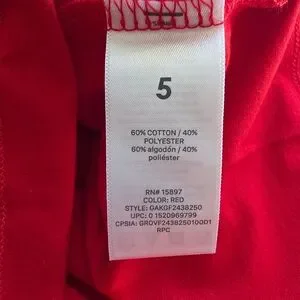 5
60% COTTON / 40%
POLYESTER
60% algodón / 40%
poliéster
RN# 15897
COLOR: RED
STYLE: GAKGF2438250
UPC: 0 1520969799
CPSIA: GROVF2438250100D1
RPC